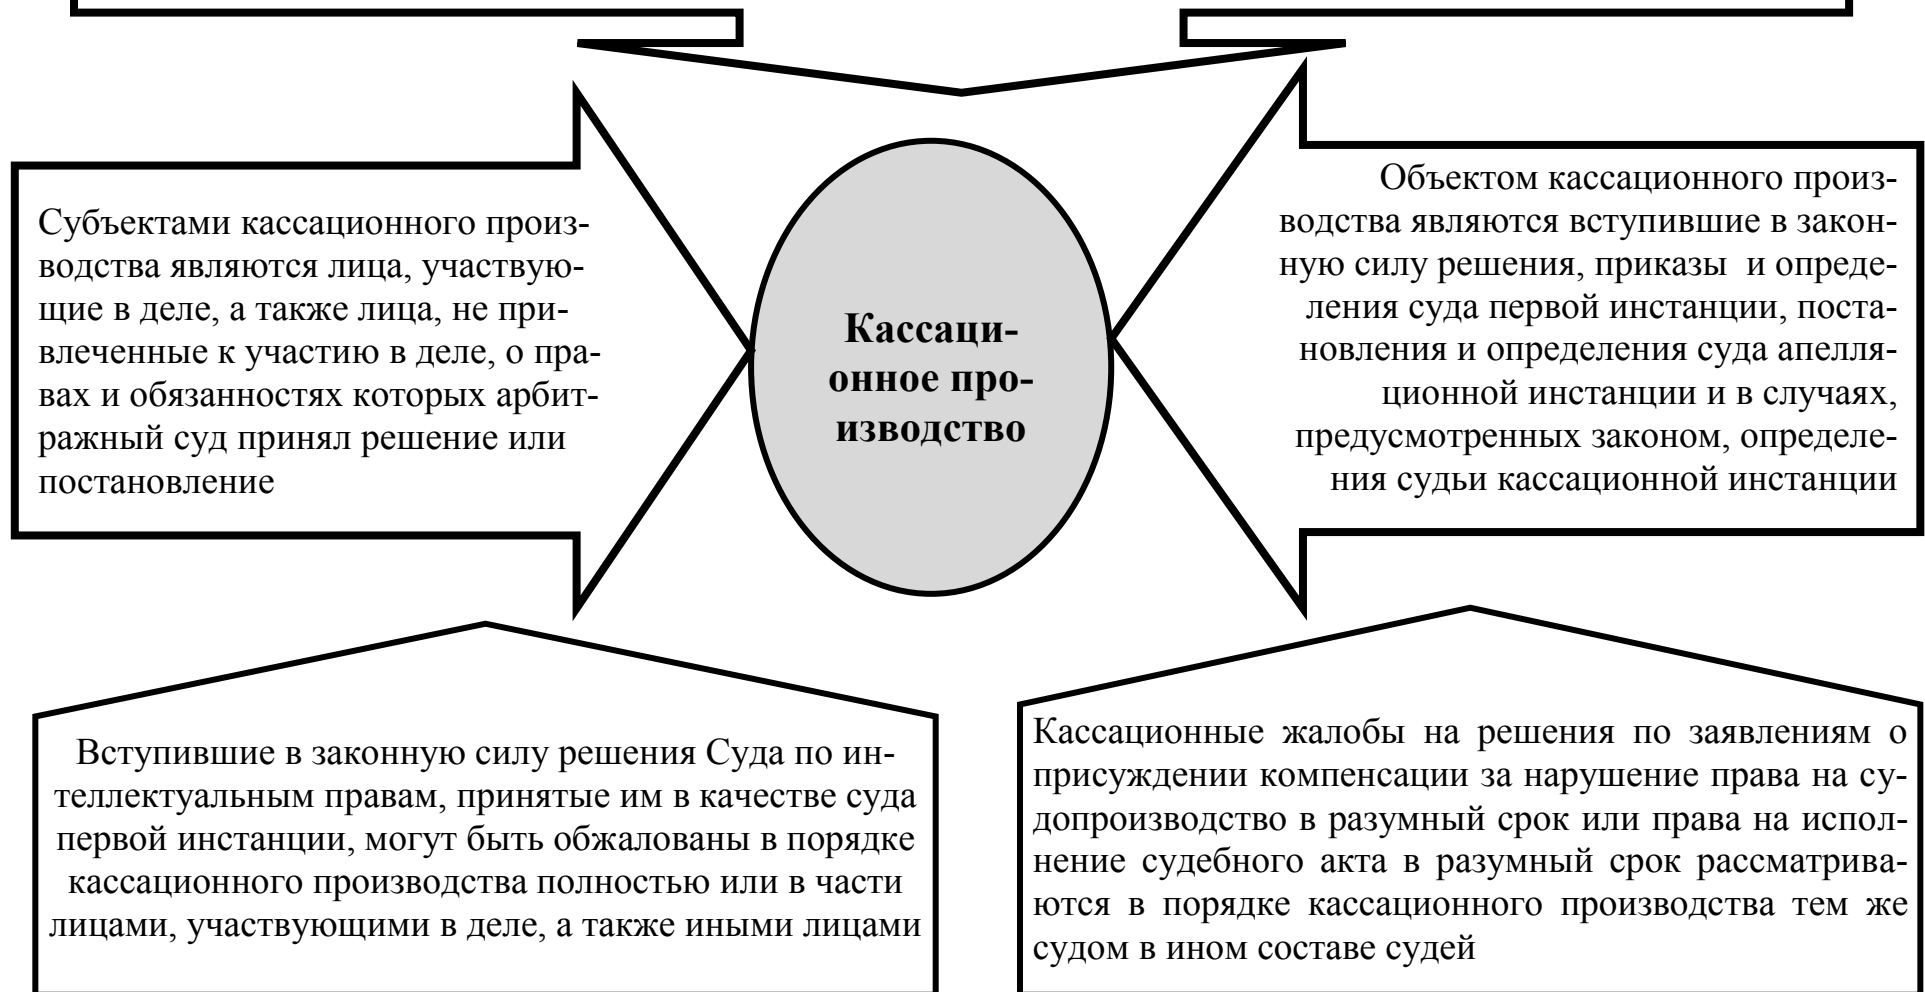 Субъектами кассационного произ-
водства являются лица, участвую-
щие в деле, а также лица, не при-
влеченные к участию в деле, о пра-
вах и обязанностях которых арбит-
ражный суд принял решение или
постановление
Кассаци-
онное про-
изводство
Объектом кассационного произ-
водства являются вступившие в закон-
ную силу решения, приказы и опреде-
ления суда первой инстанции, поста-
новления и определения суда апелля-
ционной инстанции и в случаях,
предусмотренных законом, определе-
ния судьи кассационной инстанции
Вступившие в законную силу решения Суда по ин-
теллектуальным правам, принятые им в качестве суда
первой инстанции, могут быть обжалованы в порядке
кассационного производства полностью или в части
лицами, участвующими в деле, а также иными лицами
Кассационные жалобы на решения по заявлениям о
присуждении компенсации за нарушение права на су-
допроизводство в разумный срок или права на испол-
нение судебного акта в разумный срок рассматрива-
ются в порядке кассационного производства тем же
судом в ином составе судей